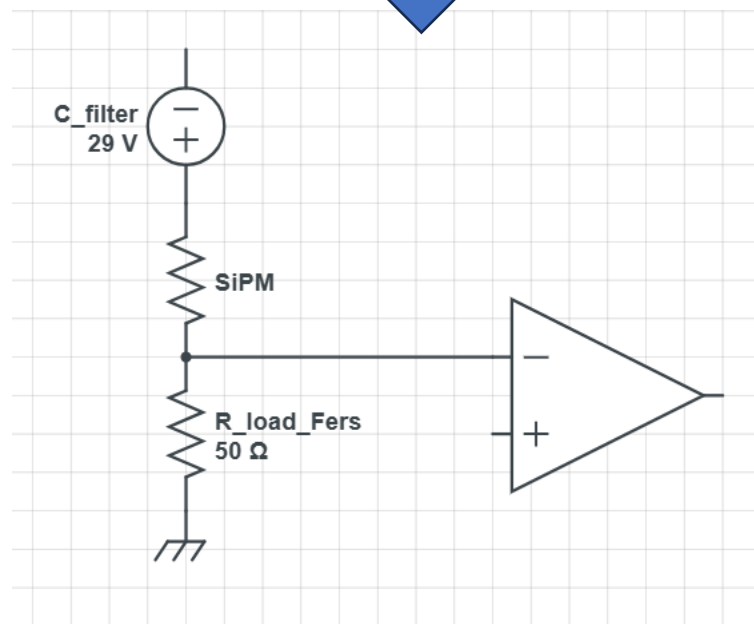 C_filter
29 V
SiPM
R_load_Fers
50 Ω